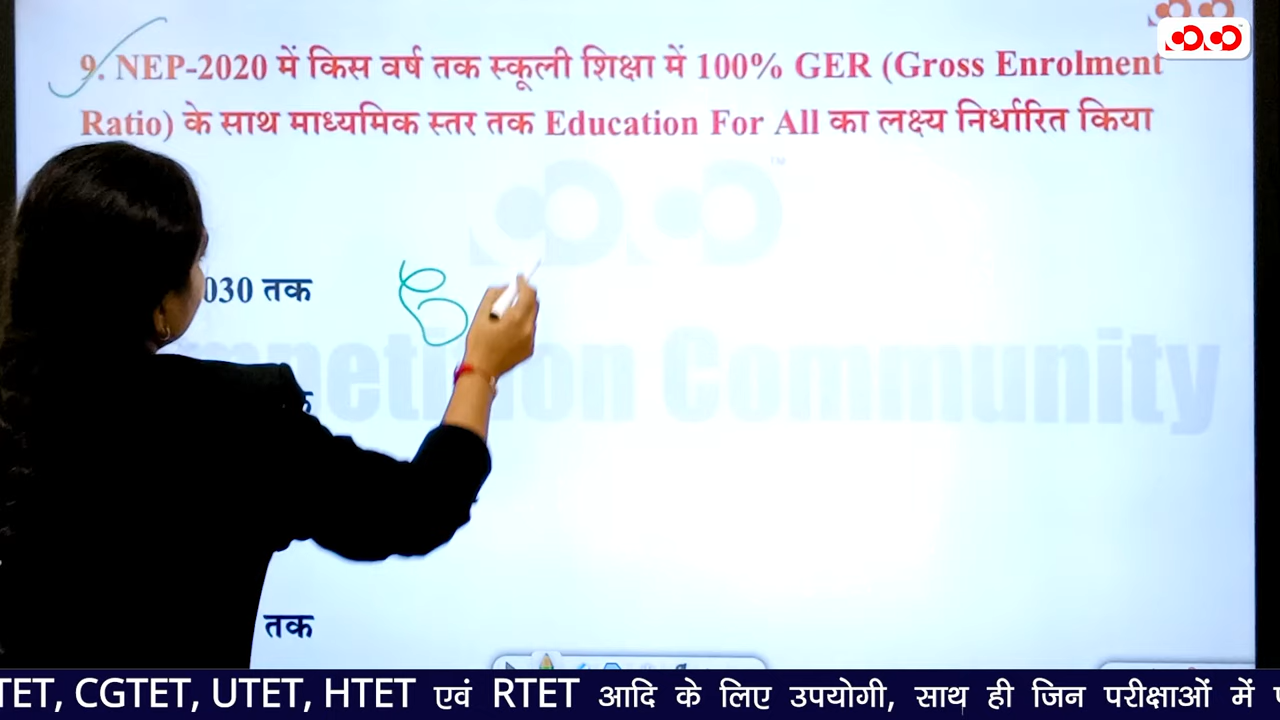 9. NEP-2020 में किस वर्ष तक स्कूली शिक्षा में 100% GER (Gross Enrolment
Ratio) के साथ माध्यमिक स्तर तक Education For All का लक्ष्य निर्धारित किया
030 तक
Community
तक
TET, CGTET, UTET, HTET एवं RTET आदि के लिए उपयोगी, साथ ही जिन परीक्षाओं में